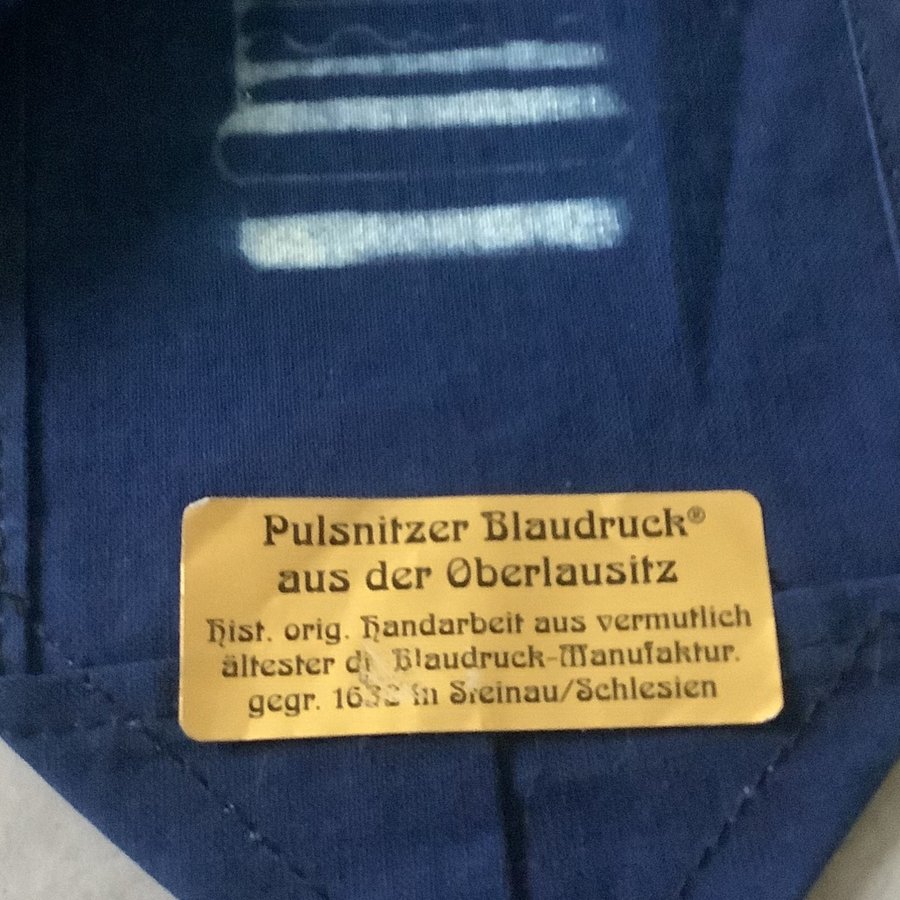 Pulsnitzer Blaudruck®
aus der Oberlausitz
Hist. orig. Handarbeit aus vermutlich
ältester Blaudruck-Manufaktur.
gegr. in Steinau/Schlesien